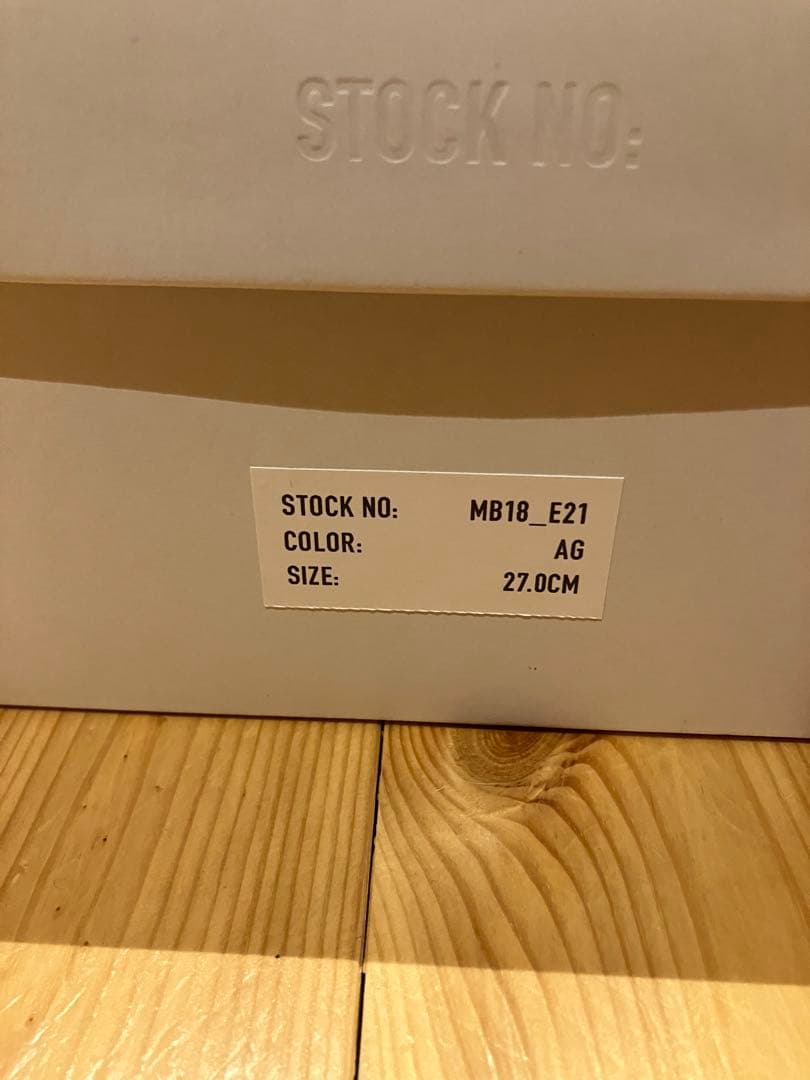 STOCK NO:
STOCK NO: MB18_E21
COLOR: AG
SIZE: 27.0CM